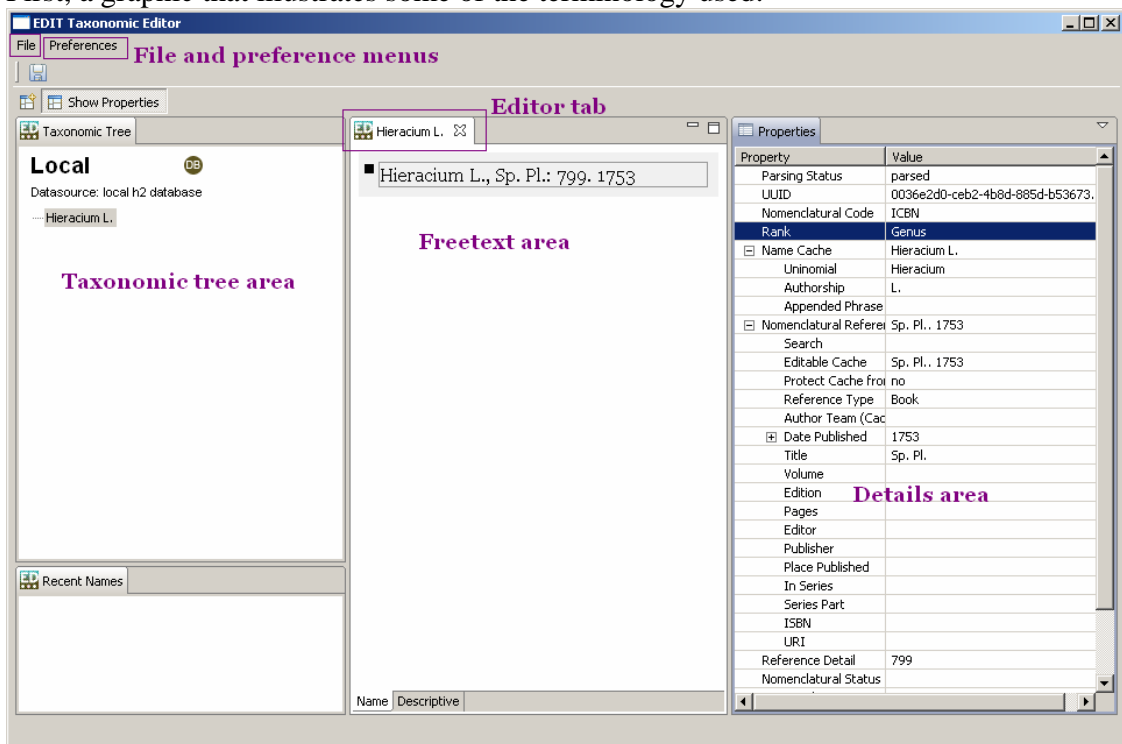 First, a graphic that illustrates some of the terminology used:
EDIT Taxonomic Editor
File Preferences
File and preference menus
Show Properties
Editor tab
Taxonomic Tree
Local DB
Datasource: local h2 database
Hieracium L.
Taxonomic tree area
Recent Names
Hieracium L.
Hieracium L., Sp. Pl.: 799. 1753
Freetext area
Name Descriptive
Properties
Property Value
Parsing Status parsed
UUID 0036e2d0-ceb2-4b8d-885d-b53673.
Nomenclatural Code ICBN
Rank Genus
Name Cache Hieracium L.
Uninomial Hieracium
Authorship L.
Appended Phrase
Nomenclatural Refere Sp. Pl.. 1753
Search
Editable Cache Sp. Pl.. 1753
Protect Cache fro no
Reference Type Book
Author Team (Cac
Date Published 1753
Title Sp. Pl.
Volume
Edition
Details area
Pages
Editor
Publisher
Place Published
In Series
Series Part
ISBN
URI
Reference Detail 799
Nomenclatural Status